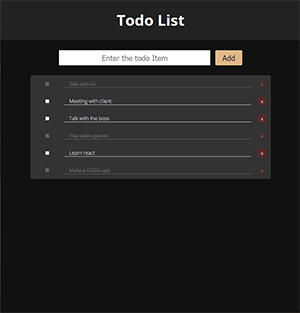 Todo List
Enter the todo Item
Add
Talk with GF
x
Meeting with client
x
Talk with the boss
x
Play video games
x
Learn react
x
Make a TODO app
x